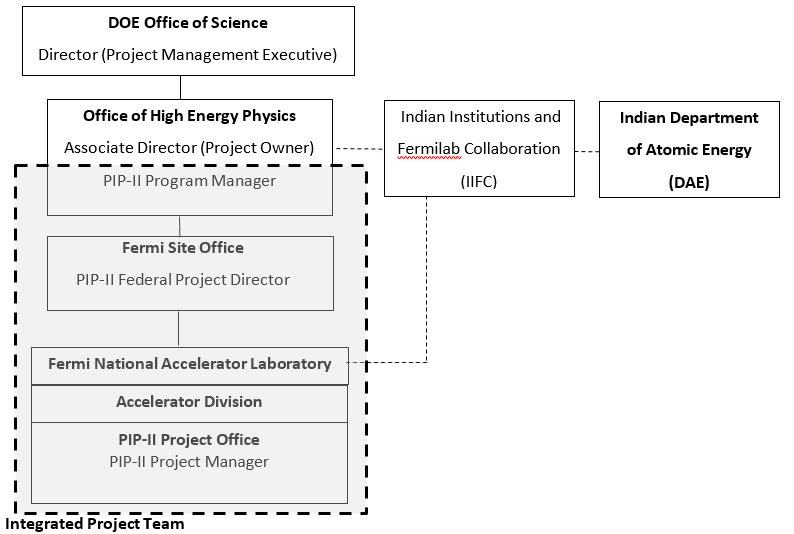 DOE Office of Science
Director (Project Management Executive)
Office of High Energy Physics
Associate Director (Project Owner)
PIP-II Program Manager
Indian Institutions and
Fermilab Collaboration
(IIFC)
Indian Department
of Atomic Energy
(DAE)
Fermi Site Office
PIP-II Federal Project Director
Fermi National Accelerator Laboratory
Accelerator Division
PIP-II Project Office
PIP-II Project Manager
Integrated Project Team